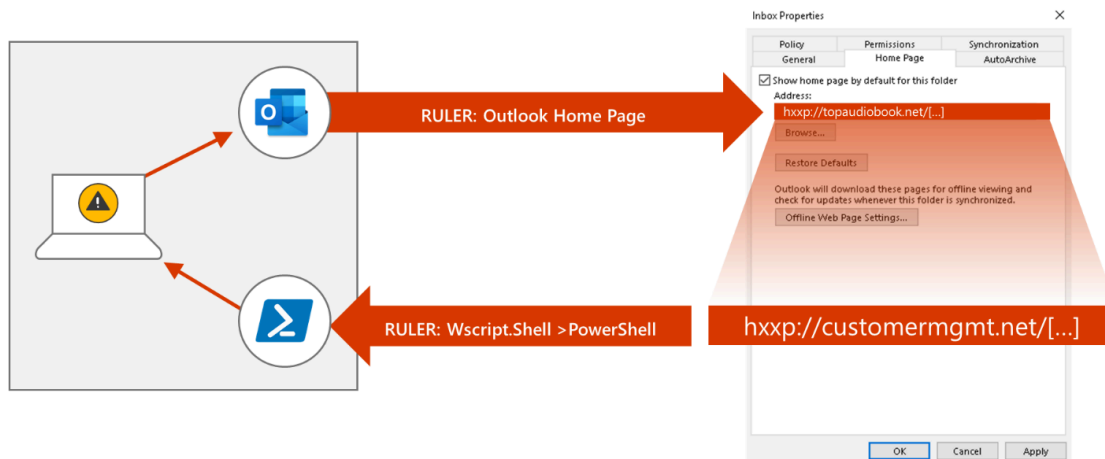 Inbox Properties
Policy Permissions Synchronization
General Home Page AutoArchive
Show home page by default for this folder
Address:
hxxp://topaudiobook.net/[...]
Browse...
Restore Defaults
Outlook will download these pages for offline viewing and
check for updates whenever this folder is synchronized.
Offline Web Page Settings...
RULER: Outlook Home Page
O
RULER: Wscript.Shell >PowerShell
hxxp://customermgmt.net/[...]
OK Cancel Apply